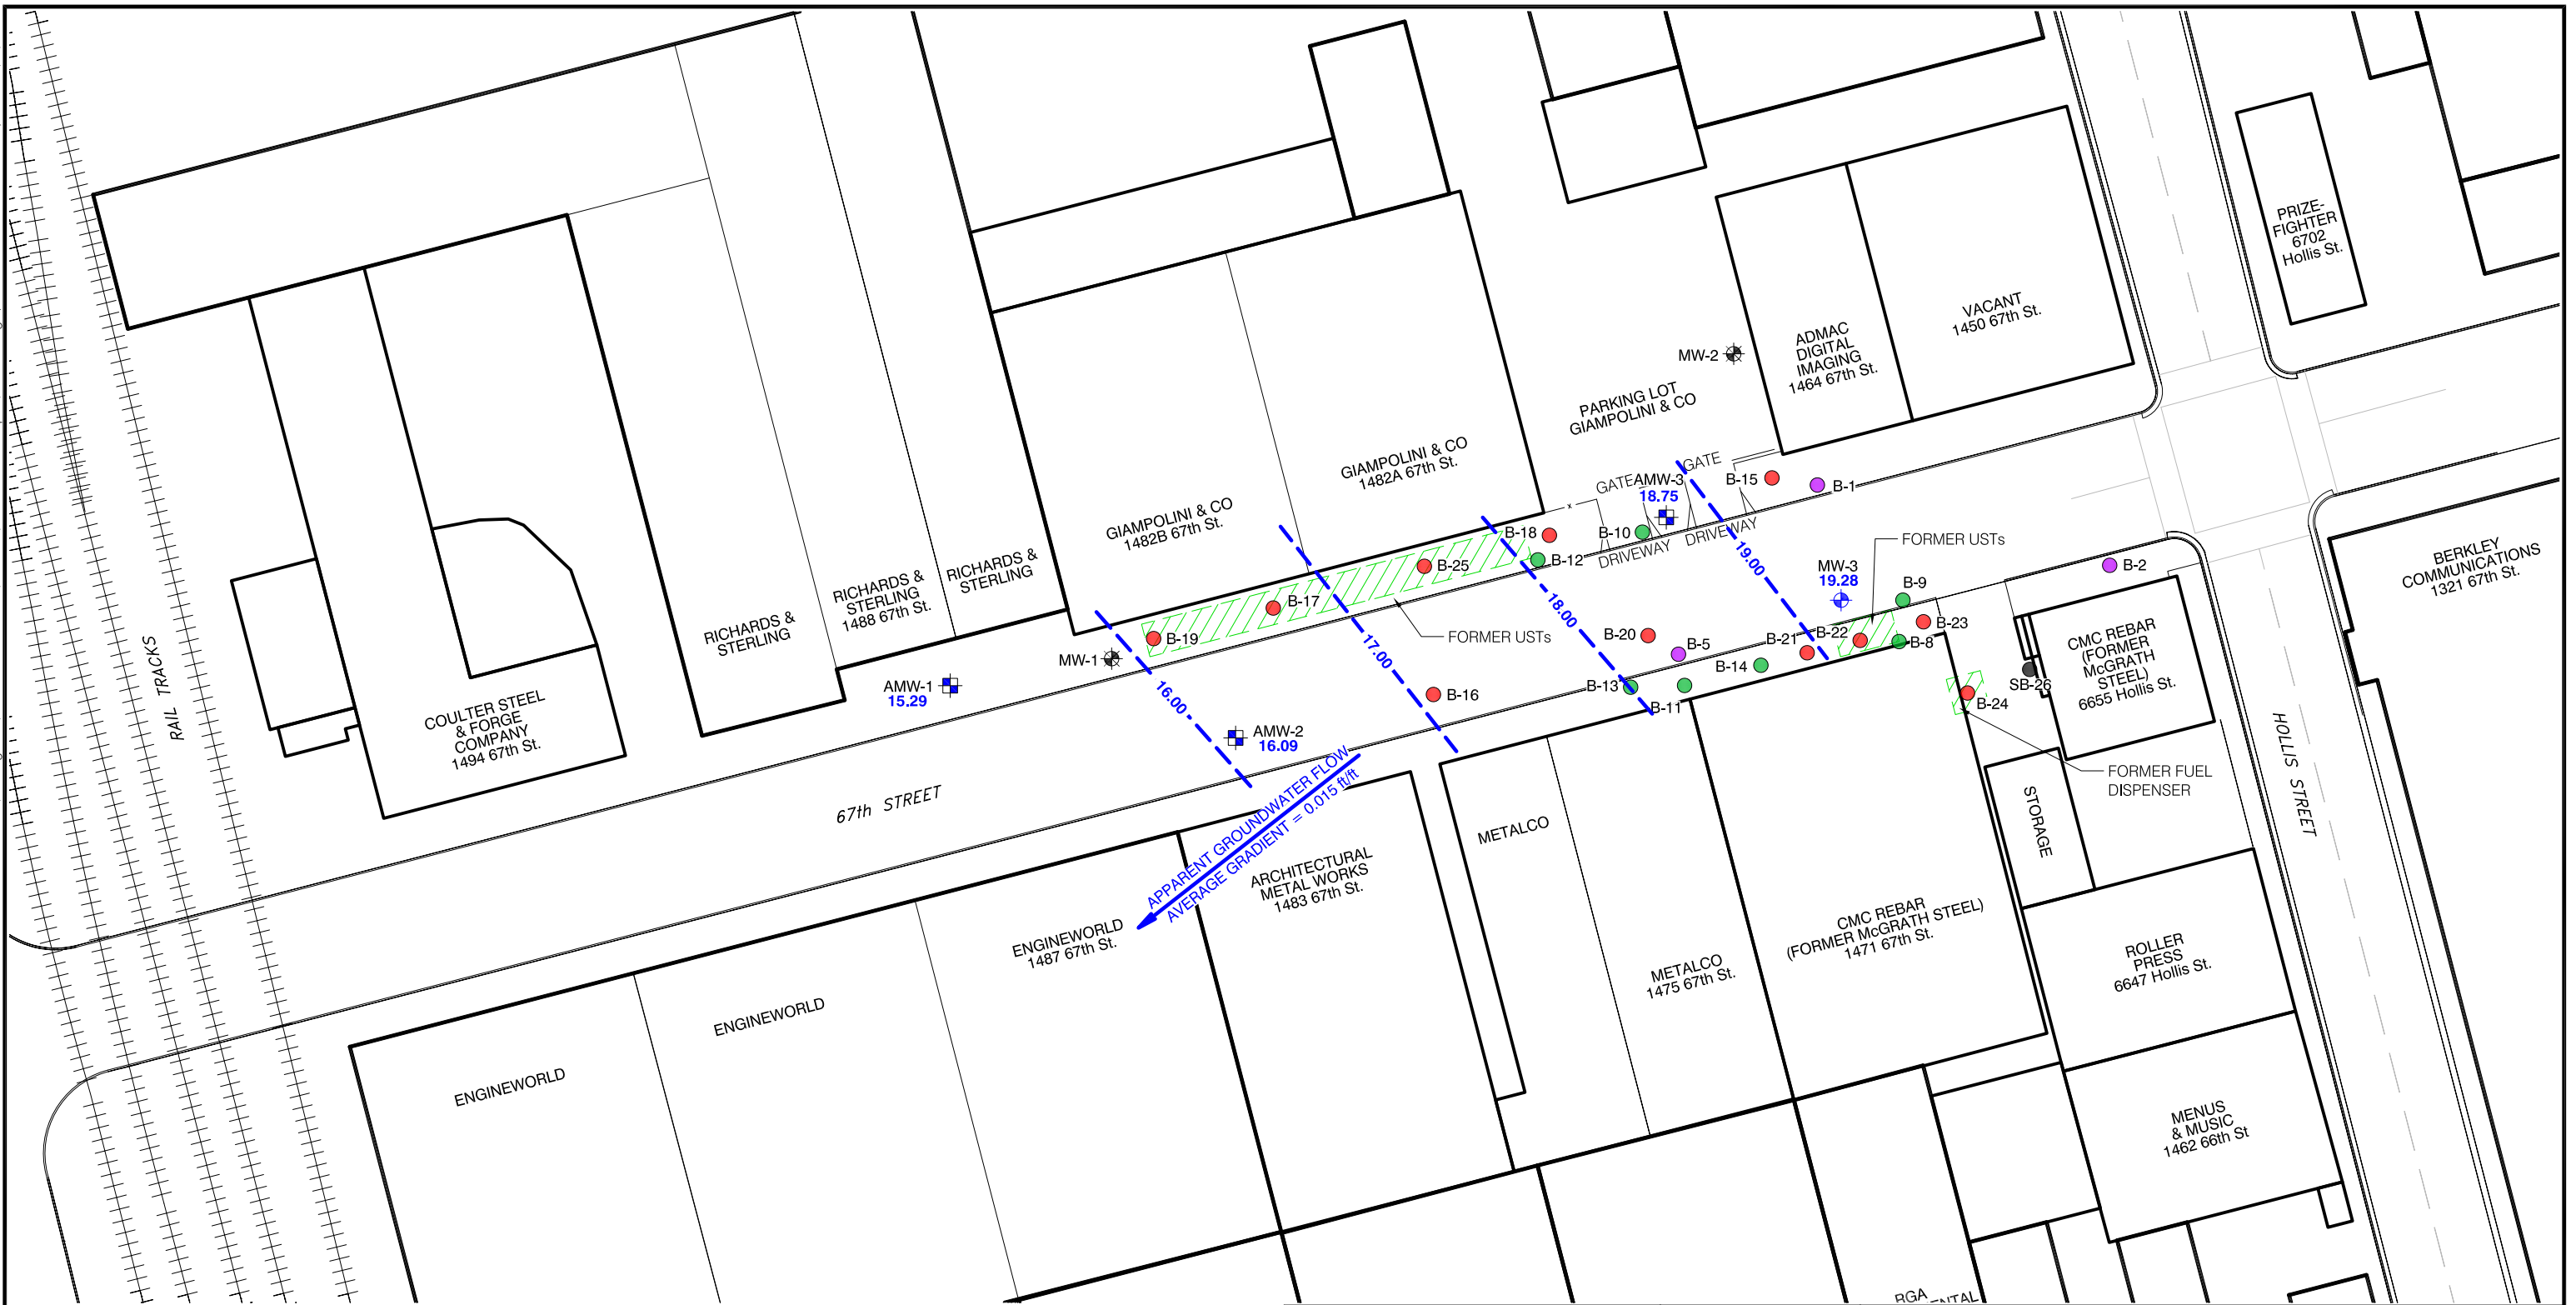 PRIZE-
FIGHTER
6702
Hollis St.
VACANT
1450 67th St.
ADMAC
DIGITAL
IMAGING
1464 67th St.
MW-2
PARKING LOT
GIAMPOLINI & CO
GIAMPOLINI & CO
1482A 67th St.
GIAMPOLINI & CO
1482B 67th St.
GATE
GATE
AMW-3
18.75
B-15
B-1
B-18
B-10
B-12
DRIVEWAY
DRIVEWAY
19.00
FORMER USTs
BERKLEY
COMMUNICATIONS
1321 67th St.
B-25
MW-3
19.28
B-9
B-2
RICHARDS &
STERLING
RICHARDS &
STERLING
1488 67th St.
RICHARDS &
STERLING
B-17
18.00
B-19
FORMER USTs
B-20
B-5
B-21
B-22
B-23
B-8
CMC REBAR
(FORMER
McGRATH
STEEL)
6655 Hollis St.
MW-1
17.00
B-14
SB-26
RAIL TRACKS
AMW-1
15.29
16.00
B-16
B-13
B-11
B-24
COULTER STEEL
& FORGE
COMPANY
1494 67th St.
AMW-2
16.09
HOLLIS STREET
FORMER FUEL
DISPENSER
67th STREET
APPARENT GROUNDWATER FLOW
AVERAGE GRADIENT = 0.015 ft/ft
METALCO
STORAGE
ARCHITECTURAL
METAL WORKS
1483 67th St.
ENGINEWORLD
1487 67th St.
CMC REBAR
(FORMER McGRATH STEEL)
1471 67th St.
METALCO
1475 67th St.
ROLLER
PRESS
6647 Hollis St.
ENGINEWORLD
ENGINEWORLD
MENUS
& MUSIC
1462 66th St
RGA